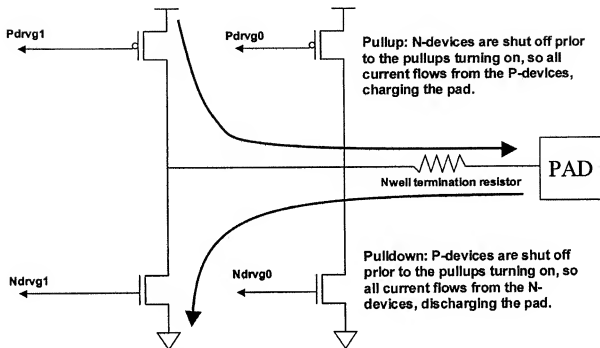 Pdrvg1
Pdrvg0
Pullup: N-devices are shut off prior
to the pullups turning on, so all
current flows from the P-devices,
charging the pad.
Nwell termination resistor
PAD
Ndrvg1
Ndrvg0
Pulldown: P-devices are shut off
prior to the pullups turning on, so
all current flows from the N-
devices, discharging the pad.